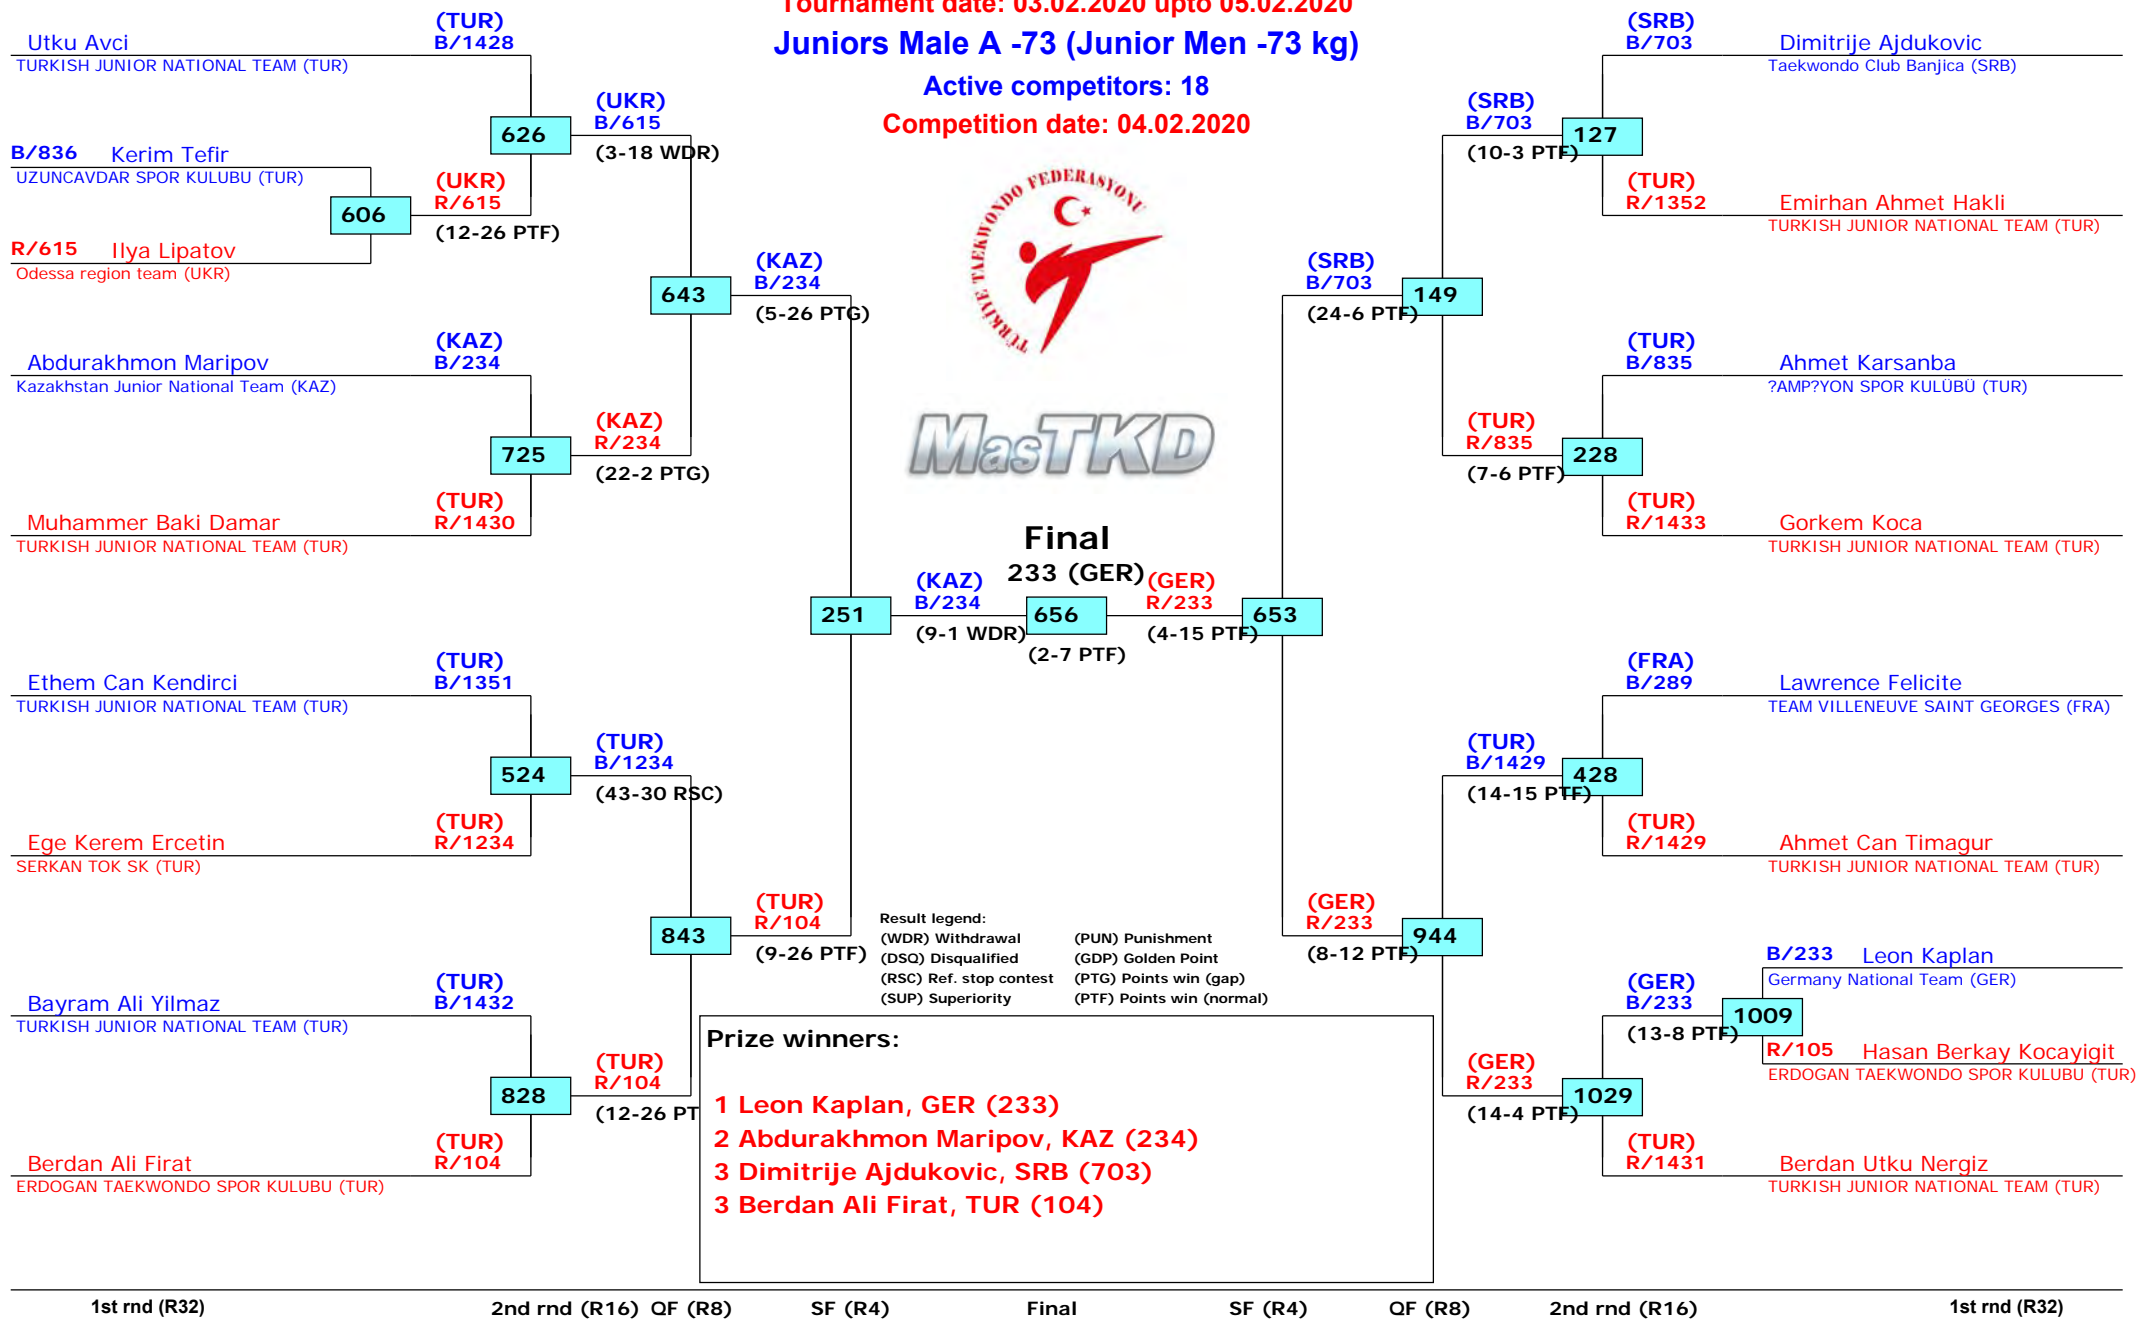 Tournament date: 03.02.2020 upto 05.02.2020
Juniors Male A -73 (Junior Men -73 kg)
Active competitors: 18
Competition date: 04.02.2020
TÜRKİYE TAEKWONDO FEDERASYONU
MasTKD
Utku Avci
(TUR)
B/1428
TURKISH JUNIOR NATIONAL TEAM (TUR)
B/836 Kerim Tefir
UZUNCAVDAR SPOR KULUBU (TUR)
606
R/615 Ilya Lipatov
Odessa region team (UKR)
(UKR)
R/615
(12-26 PTF)
626
(UKR)
B/615
(3-18 WDR)
Abdurakhmon Maripov
(KAZ)
B/234
Kazakhstan Junior National Team (KAZ)
725
(KAZ)
R/234
(22-2 PTG)
Muhammer Baki Damar
(TUR)
R/1430
TURKISH JUNIOR NATIONAL TEAM (TUR)
643
(KAZ)
B/234
(5-26 PTG)
Ethem Can Kendirci
(TUR)
B/1351
TURKISH JUNIOR NATIONAL TEAM (TUR)
524
(TUR)
B/1234
(43-30 RSC)
Ege Kerem Ercetin
(TUR)
R/1234
SERKAN TOK SK (TUR)
843
(TUR)
R/104
(9-26 PTF)
Bayram Ali Yilmaz
(TUR)
B/1432
TURKISH JUNIOR NATIONAL TEAM (TUR)
828
(TUR)
R/104
(12-26 PT
Berdan Ali Firat
(TUR)
R/104
ERDOGAN TAEKWONDO SPOR KULUBU (TUR)
251
(KAZ)
B/234
(9-1 WDR)
Final
233 (GER)
656
(2-7 PTF)
(GER)
R/233
(4-15 PTF)
653
(SRB)
B/703
Dimitrije Ajdukovic
Taekwondo Club Banjica (SRB)
(SRB)
B/703
(10-3 PTF)
127
(TUR)
R/1352
Emirhan Ahmet Hakli
TURKISH JUNIOR NATIONAL TEAM (TUR)
(SRB)
B/703
(24-6 PTF)
149
(TUR)
B/835
Ahmet Karsanba
?AMP?YON SPOR KULÜBÜ (TUR)
(TUR)
R/835
(7-6 PTF)
228
(TUR)
R/1433
Gorkem Koca
TURKISH JUNIOR NATIONAL TEAM (TUR)
(FRA)
B/289
Lawrence Felicite
TEAM VILLENEUVE SAINT GEORGES (FRA)
(TUR)
B/1429
(14-15 PTF)
428
(TUR)
R/1429
Ahmet Can Timagur
TURKISH JUNIOR NATIONAL TEAM (TUR)
(GER)
R/233
(8-12 PTF)
944
B/233 Leon Kaplan
Germany National Team (GER)
(GER)
B/233
(13-8 PTF)
1009
R/105 Hasan Berkay Kocayigit
ERDOGAN TAEKWONDO SPOR KULUBU (TUR)
(GER)
R/233
(14-4 PTF)
1029
(TUR)
R/1431
Berdan Utku Nergiz
TURKISH JUNIOR NATIONAL TEAM (TUR)
Result legend:
(WDR) Withdrawal (PUN) Punishment
(DSQ) Disqualified (GDP) Golden Point
(RSC) Ref. stop contest (PTG) Points win (gap)
(SUP) Superiority (PTF) Points win (normal)
Prize winners:
1 Leon Kaplan, GER (233)
2 Abdurakhmon Maripov, KAZ (234)
3 Dimitrije Ajdukovic, SRB (703)
3 Berdan Ali Firat, TUR (104)
1st rnd (R32) 2nd rnd (R16) QF (R8) SF (R4) Final SF (R4) QF (R8) 2nd rnd (R16) 1st rnd (R32)